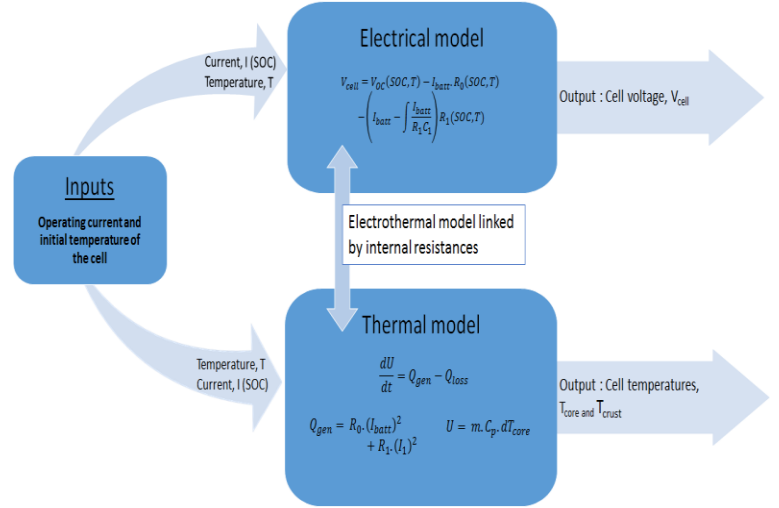 Electrical model
V_cell = V_OC(SOC,T) − I_batt. R_0(SOC,T)
− (I_batt − ∫ I_batt / R_1 C_1) R_1(SOC,T)
Current, I (SOC)
Temperature, T
Output : Cell voltage, V_cell
Inputs
Operating current and
initial temperature of
the cell
Electrothermal model linked
by internal resistances
Thermal model
dU/dt = Q_gen − Q_loss
Q_gen = R_0.(I_batt)^2
+ R_1.(I_1)^2
U = m. C_p. dT_core
Temperature, T
Current, I (SOC)
Output : Cell temperatures,
T_core and T_crust